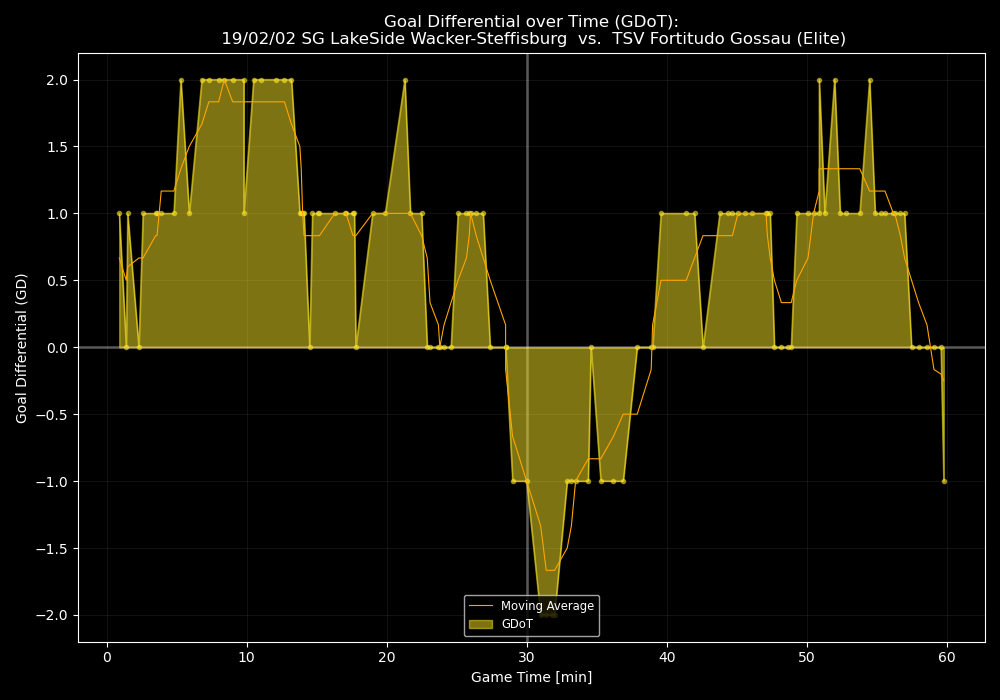 Goal Differential over Time (GDoT):
19/02/02 SG LakeSide Wacker-Steffisburg  vs.  TSV Fortitudo Gossau (Elite)
Goal Differential (GD)
2.0
1.5
1.0
0.5
0.0
−0.5
−1.0
−1.5
−2.0
Moving Average
GDoT
0 10 20 30 40 50 60
Game Time [min]